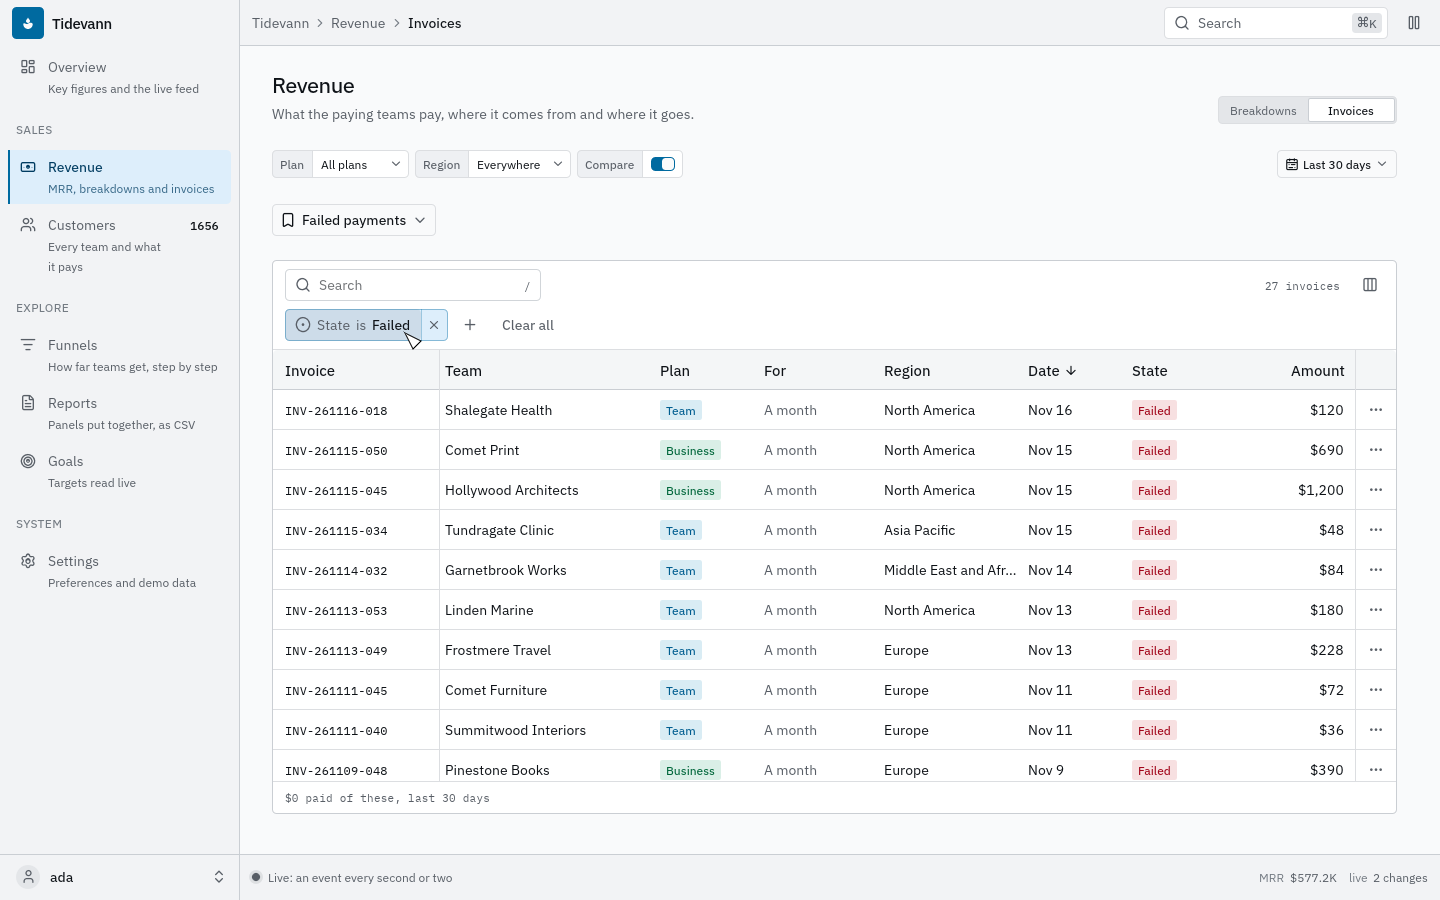 Tidevann
Tidevann > Revenue > Invoices
Search
⌘K
Overview
Key figures and the live feed
SALES
Revenue
MRR, breakdowns and invoices
Customers
1656
Every team and what
it pays
EXPLORE
Funnels
How far teams get, step by step
Reports
Panels put together, as CSV
Goals
Targets read live
SYSTEM
Settings
Preferences and demo data
ada
Revenue
What the paying teams pay, where it comes from and where it goes.
Breakdowns
Invoices
Plan
All plans
Region
Everywhere
Compare
Last 30 days
Failed payments
Search
/
27 invoices
State is Failed
Clear all
Invoice Team Plan For Region Date State Amount
INV-261116-018 Shalegate Health Team A month North America Nov 16 Failed $120
INV-261115-050 Comet Print Business A month North America Nov 15 Failed $690
INV-261115-045 Hollywood Architects Business A month North America Nov 15 Failed $1,200
INV-261115-034 Tundragate Clinic Team A month Asia Pacific Nov 15 Failed $48
INV-261114-032 Garnetbrook Works Team A month Middle East and Afr... Nov 14 Failed $84
INV-261113-053 Linden Marine Team A month North America Nov 13 Failed $180
INV-261113-049 Frostmere Travel Team A month Europe Nov 13 Failed $228
INV-261111-045 Comet Furniture Team A month Europe Nov 11 Failed $72
INV-261111-040 Summitwood Interiors Team A month Europe Nov 11 Failed $36
INV-261109-048 Pinestone Books Business A month Europe Nov 9 Failed $390
$0 paid of these, last 30 days
Live: an event every second or two
MRR $577.2K
live 2 changes